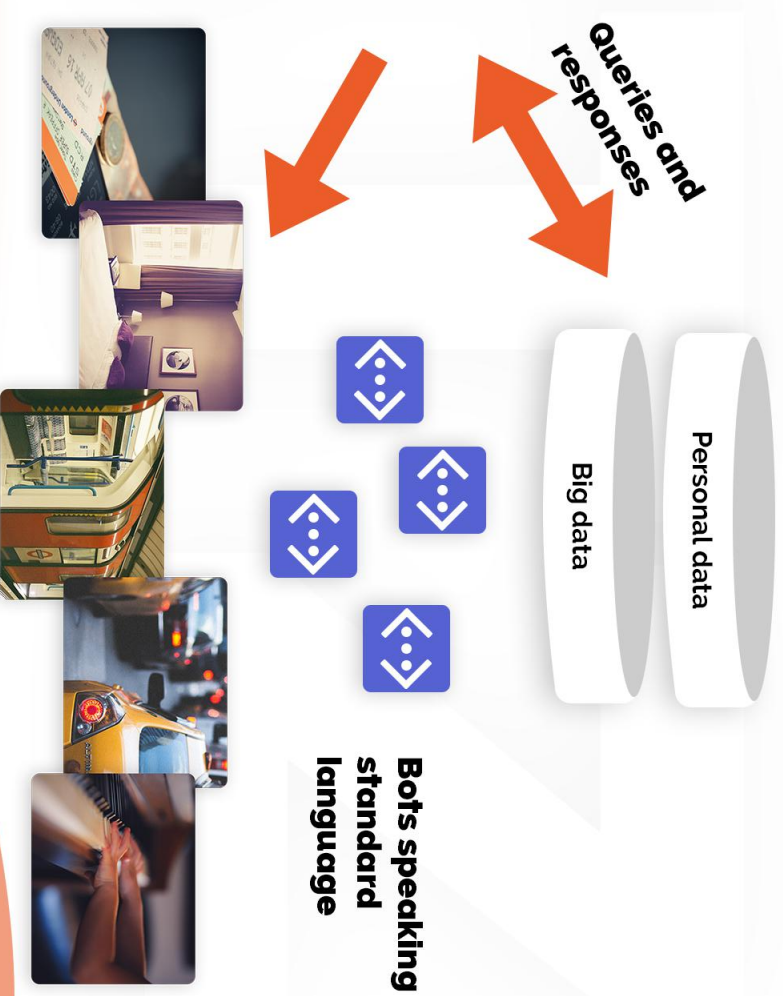 Queries and
responses
Personal data
Big data
Bots speaking
standard
language